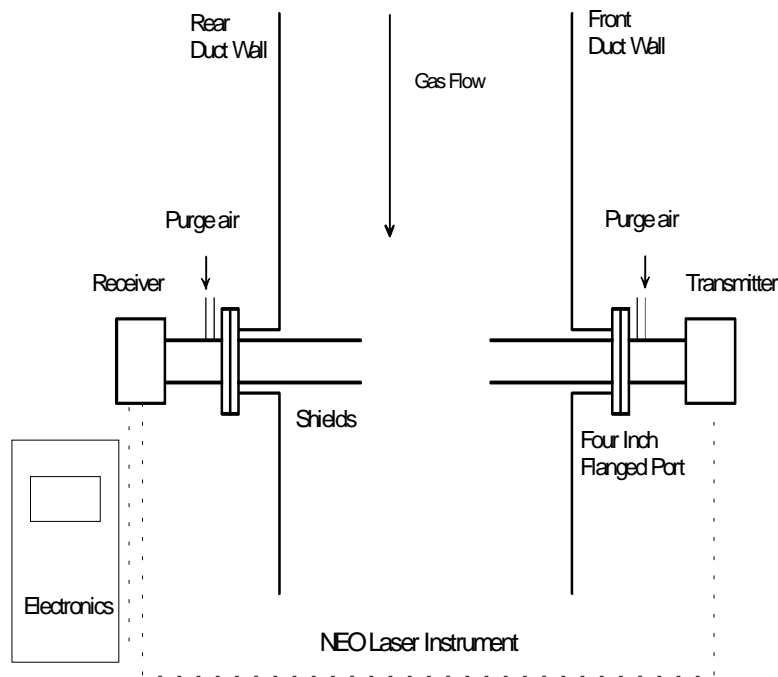 Rear
Duct Wall
Front
Duct Wall
Gas Flow
Purge air
Purge air
Receiver
Transmitter
Shields
Four Inch
Flanged Port
Electronics
NEO Laser Instrument